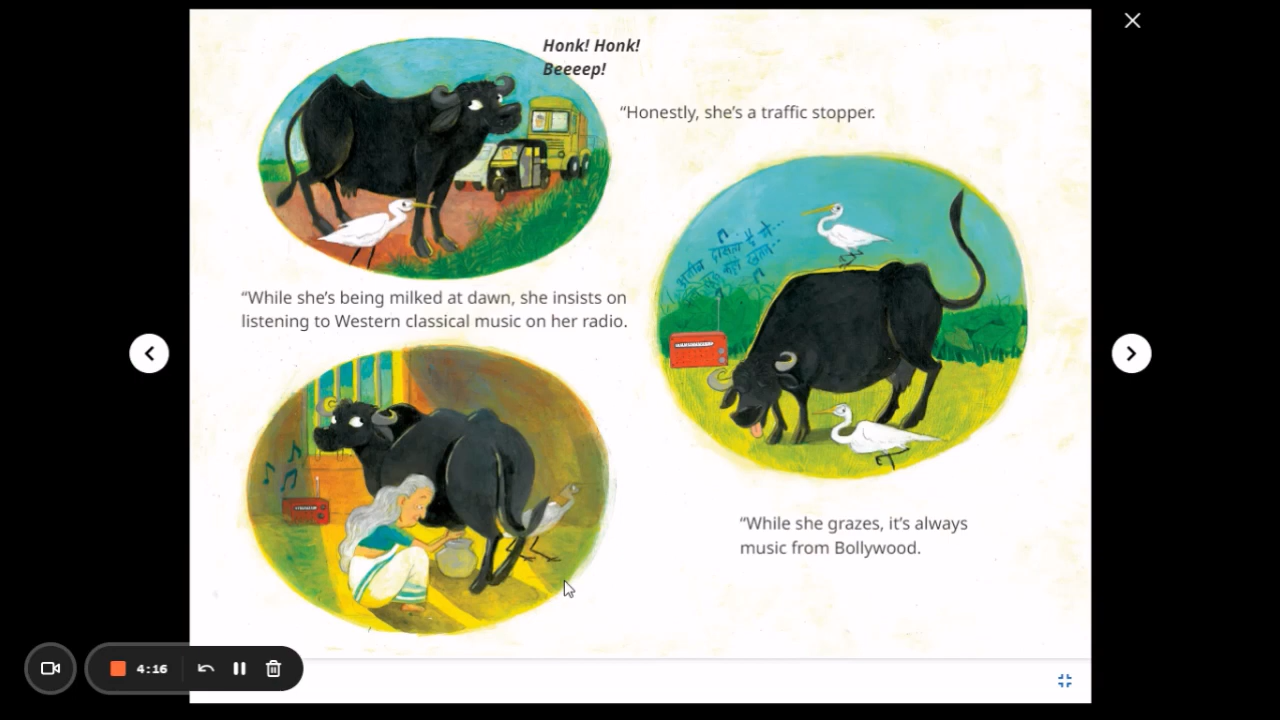 Honk! Honk!
Beeeep!
“Honestly, she’s a traffic stopper.
“While she’s being milked at dawn, she insists on
listening to Western classical music on her radio.
“While she grazes, it’s always
music from Bollywood.
4:16